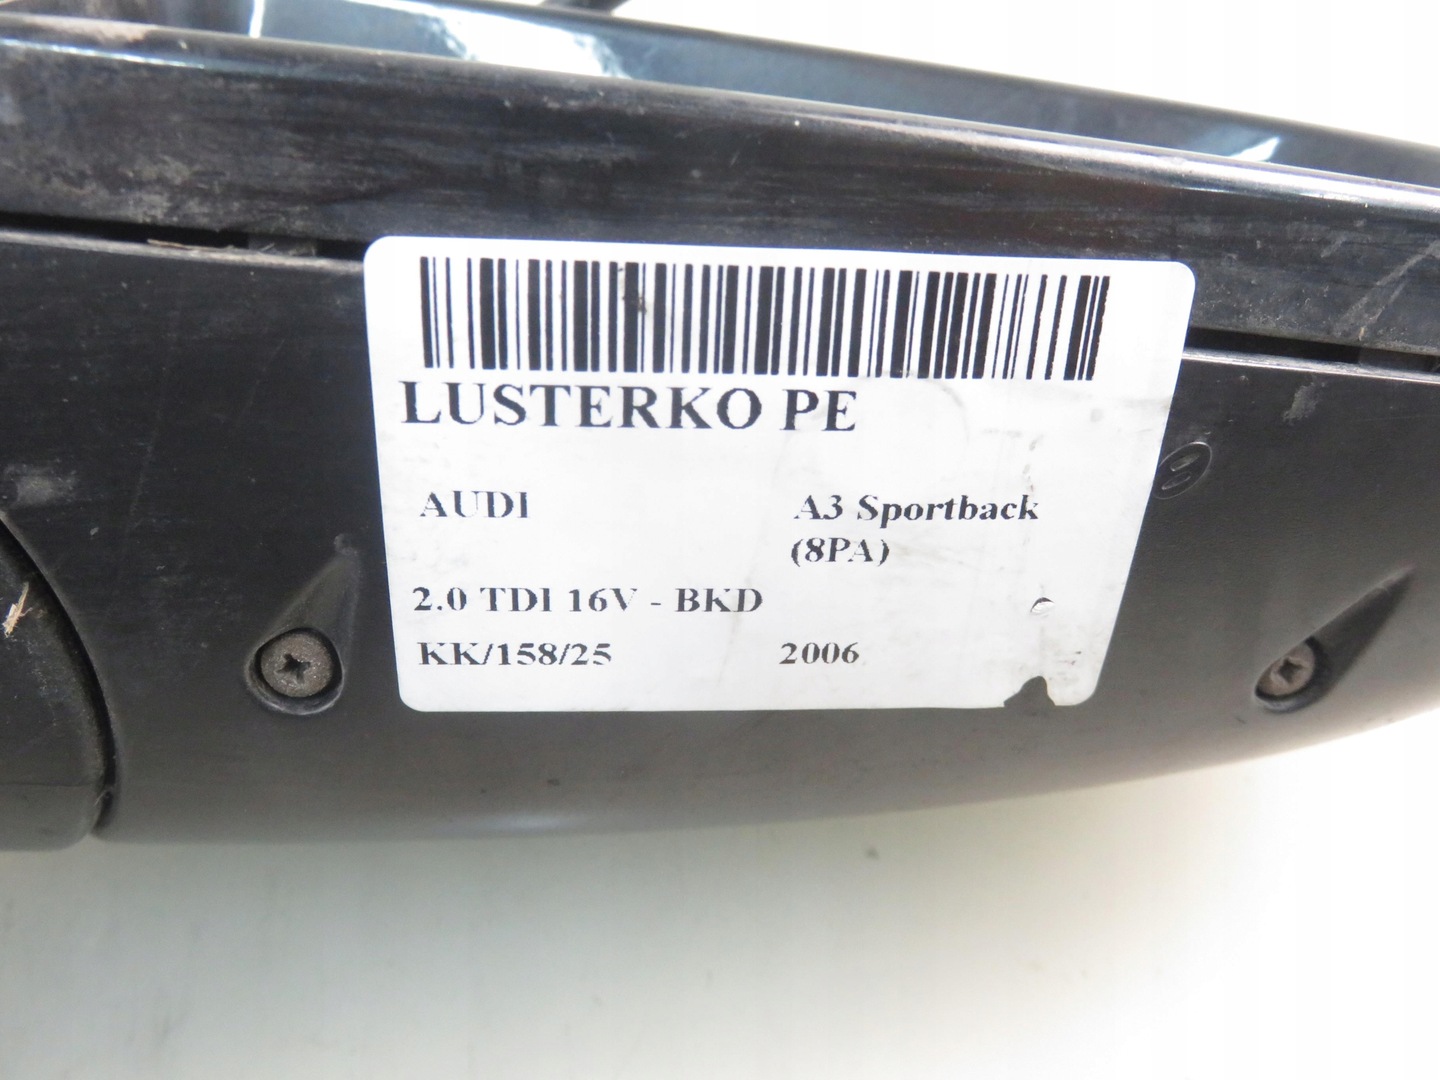 LUSTERKO PE
AUDI
A3 Sportback
(8PA)
2.0 TDI 16V - BKD
KK/158/25
2006